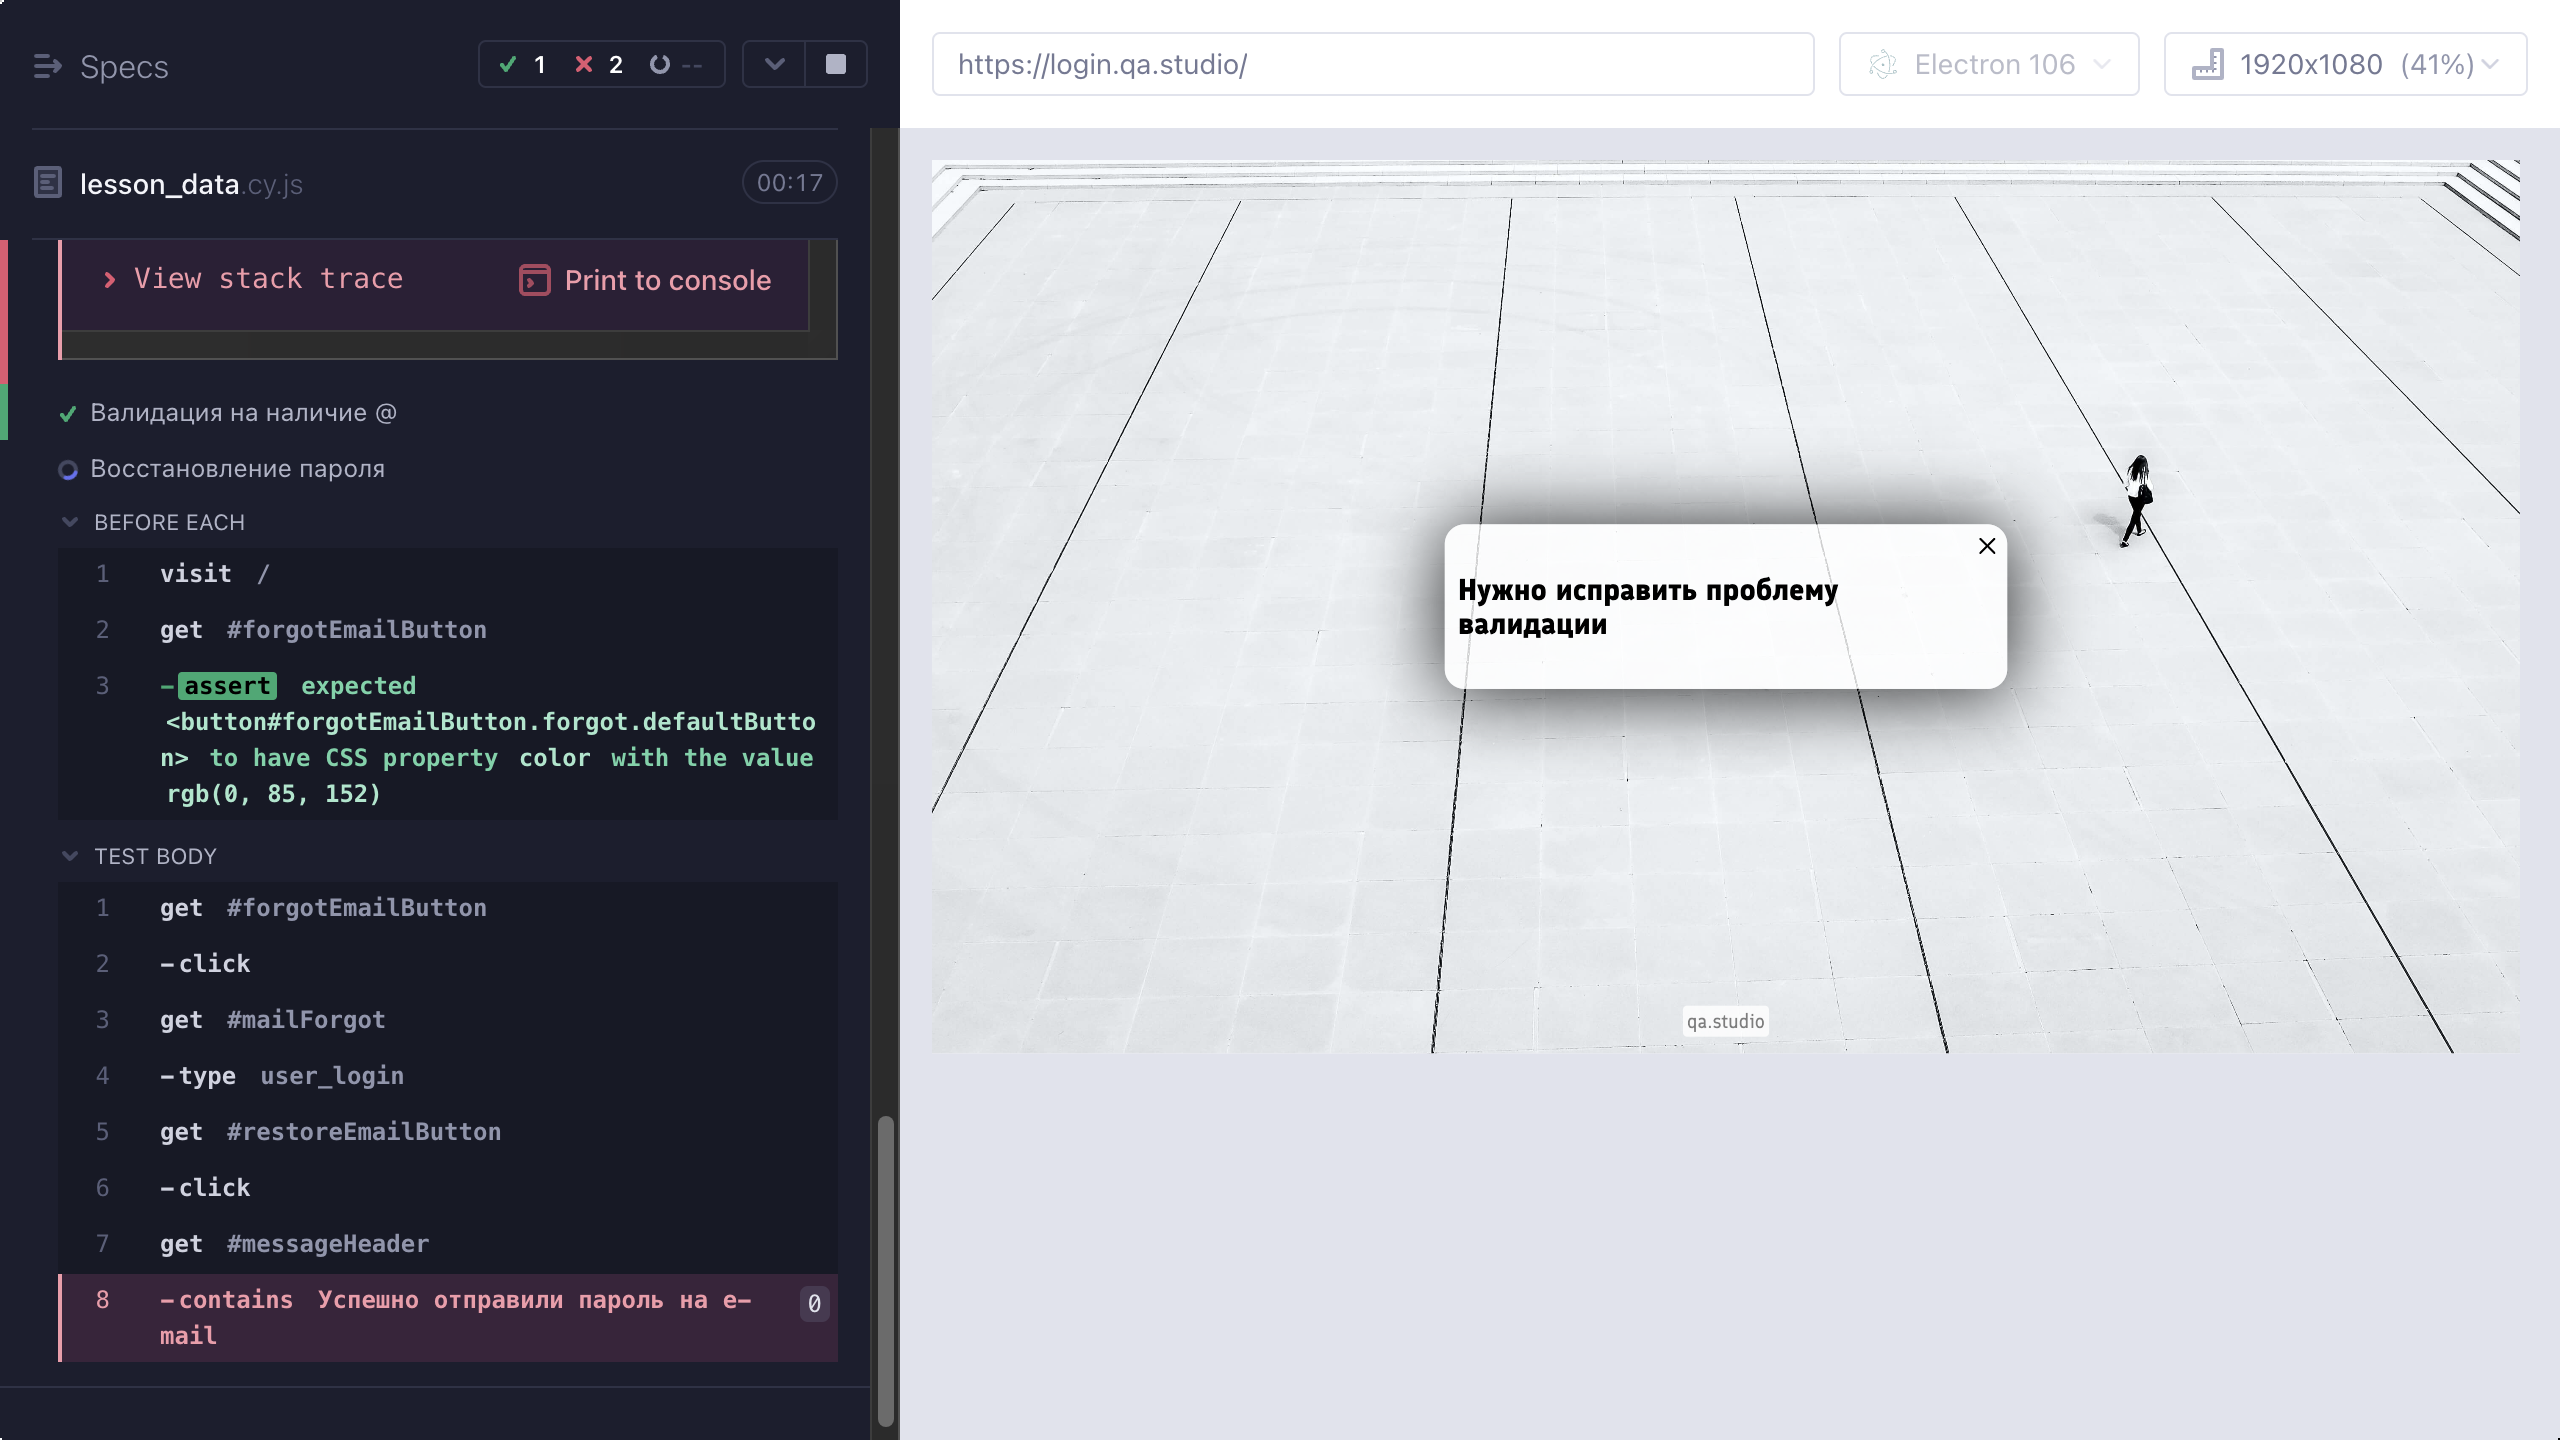 Specs
1
2
--
lesson_data.cy.js
00:17
View stack trace
Print to console
Валидация на наличие @
Восстановление пароля
BEFORE EACH
1 visit /
2 get #forgotEmailButton
3 -assert expected
<button#forgotEmailButton.forgot.defaultButto
n> to have CSS property color with the value
rgb(0, 85, 152)
TEST BODY
1 get #forgotEmailButton
2 -click
3 get #mailForgot
4 -type user_login
5 get #restoreEmailButton
6 -click
7 get #messageHeader
8 -contains Успешно отправили пароль на e-
mail
0
https://login.qa.studio/
Electron 106
1920x1080 (41%)
Нужно исправить проблему
валидации
qa.studio